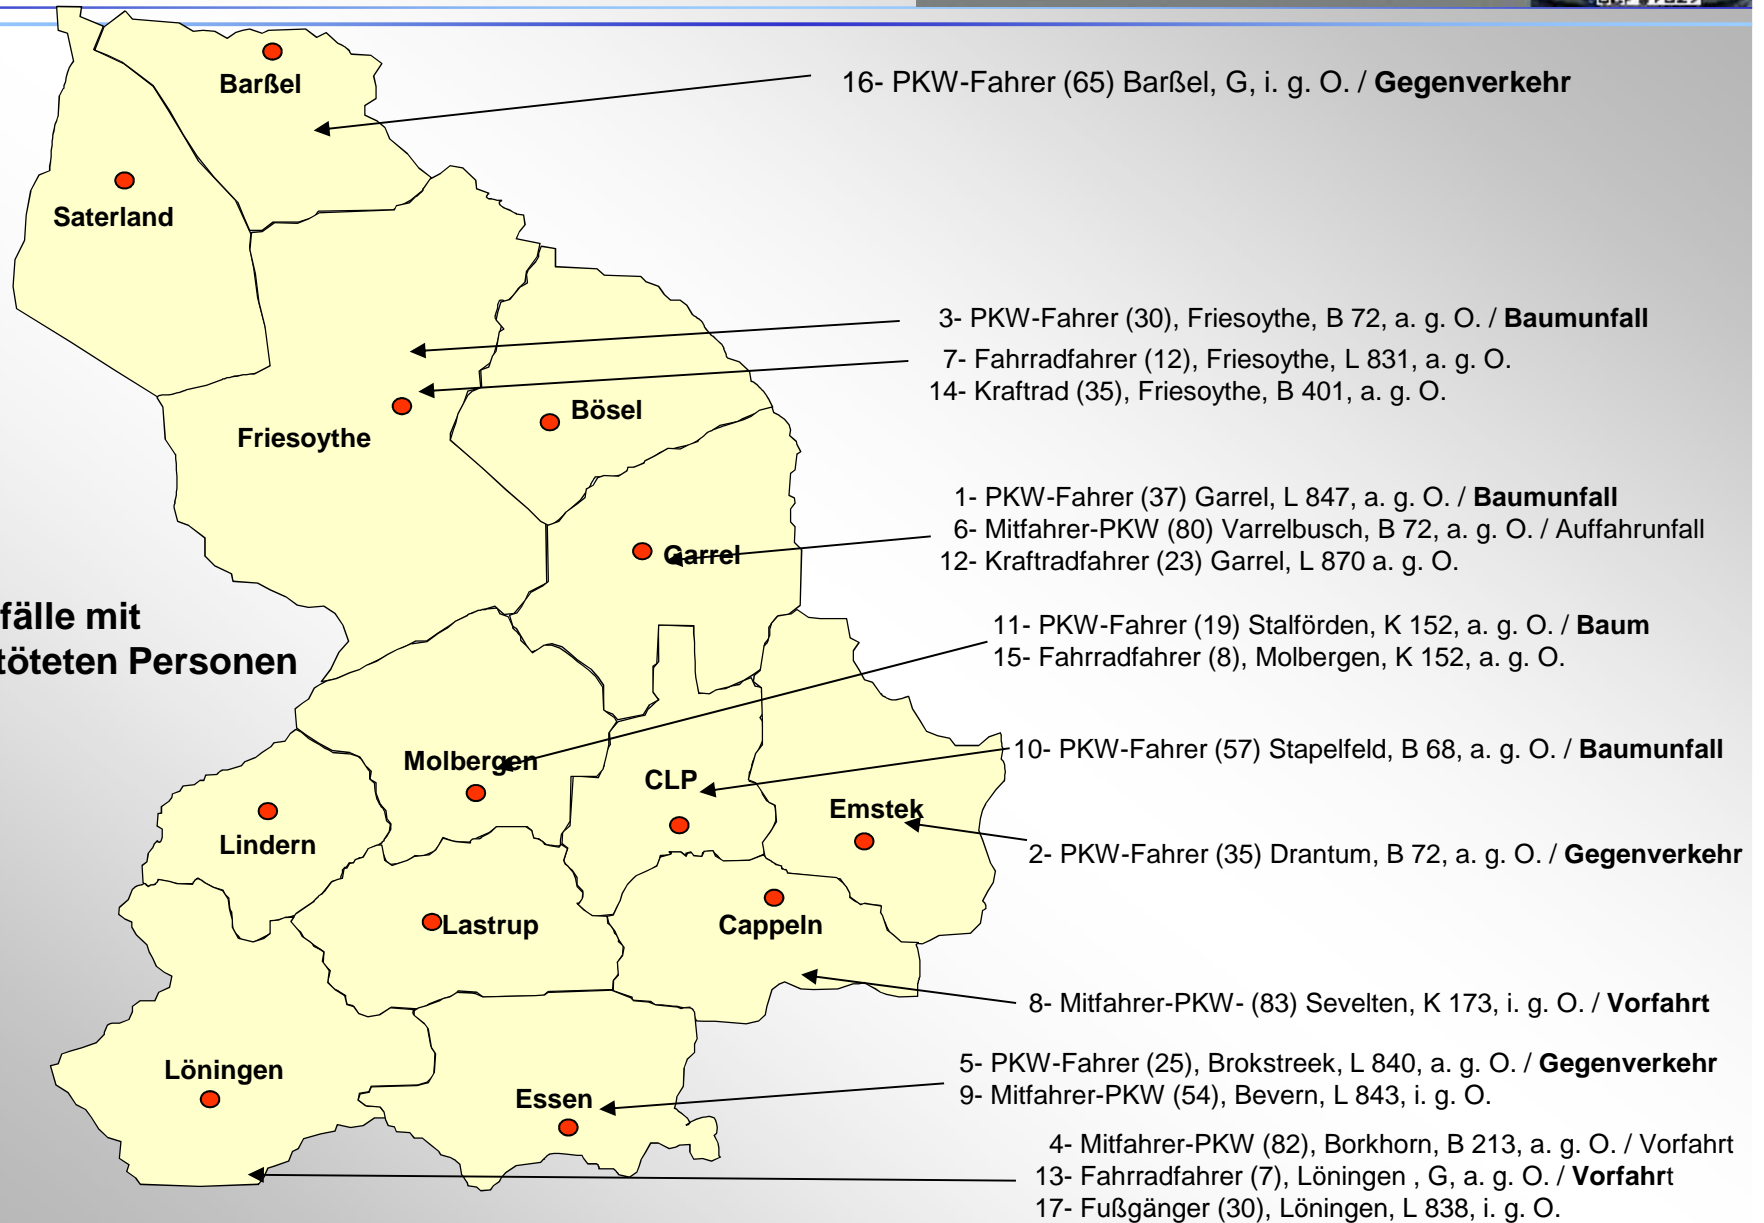 Barßel
16- PKW-Fahrer (65) Barßel, G, i. g. O. / Gegenverkehr
Saterland
3- PKW-Fahrer (30), Friesoythe, B 72, a. g. O. / Baumunfall
7- Fahrradfahrer (12), Friesoythe, L 831, a. g. O.
14- Kraftrad (35), Friesoythe, B 401, a. g. O.
Bösel
Friesoythe
1- PKW-Fahrer (37) Garrel, L 847, a. g. O. / Baumunfall
6- Mitfahrer-PKW (80) Varrelbusch, B 72, a. g. O. / Auffahrunfall
12- Kraftradfahrer (23) Garrel, L 870 a. g. O.
Garrel
fälle mit
töteten Personen
11- PKW-Fahrer (19) Stalförden, K 152, a. g. O. / Baum
15- Fahrradfahrer (8), Molbergen, K 152, a. g. O.
Molbergen
10- PKW-Fahrer (57) Stapelfeld, B 68, a. g. O. / Baumunfall
CLP
Emstek
Lindern
2- PKW-Fahrer (35) Drantum, B 72, a. g. O. / Gegenverkehr
Lastrup
Cappeln
8- Mitfahrer-PKW- (83) Sevelten, K 173, i. g. O. / Vorfahrt
Löningen
5- PKW-Fahrer (25), Brokstreek, L 840, a. g. O. / Gegenverkehr
9- Mitfahrer-PKW (54), Bevern, L 843, i. g. O.
Essen
4- Mitfahrer-PKW (82), Borkhorn, B 213, a. g. O. / Vorfahrt
13- Fahrradfahrer (7), Löningen , G, a. g. O. / Vorfahrt
17- Fußgänger (30), Löningen, L 838, i. g. O.